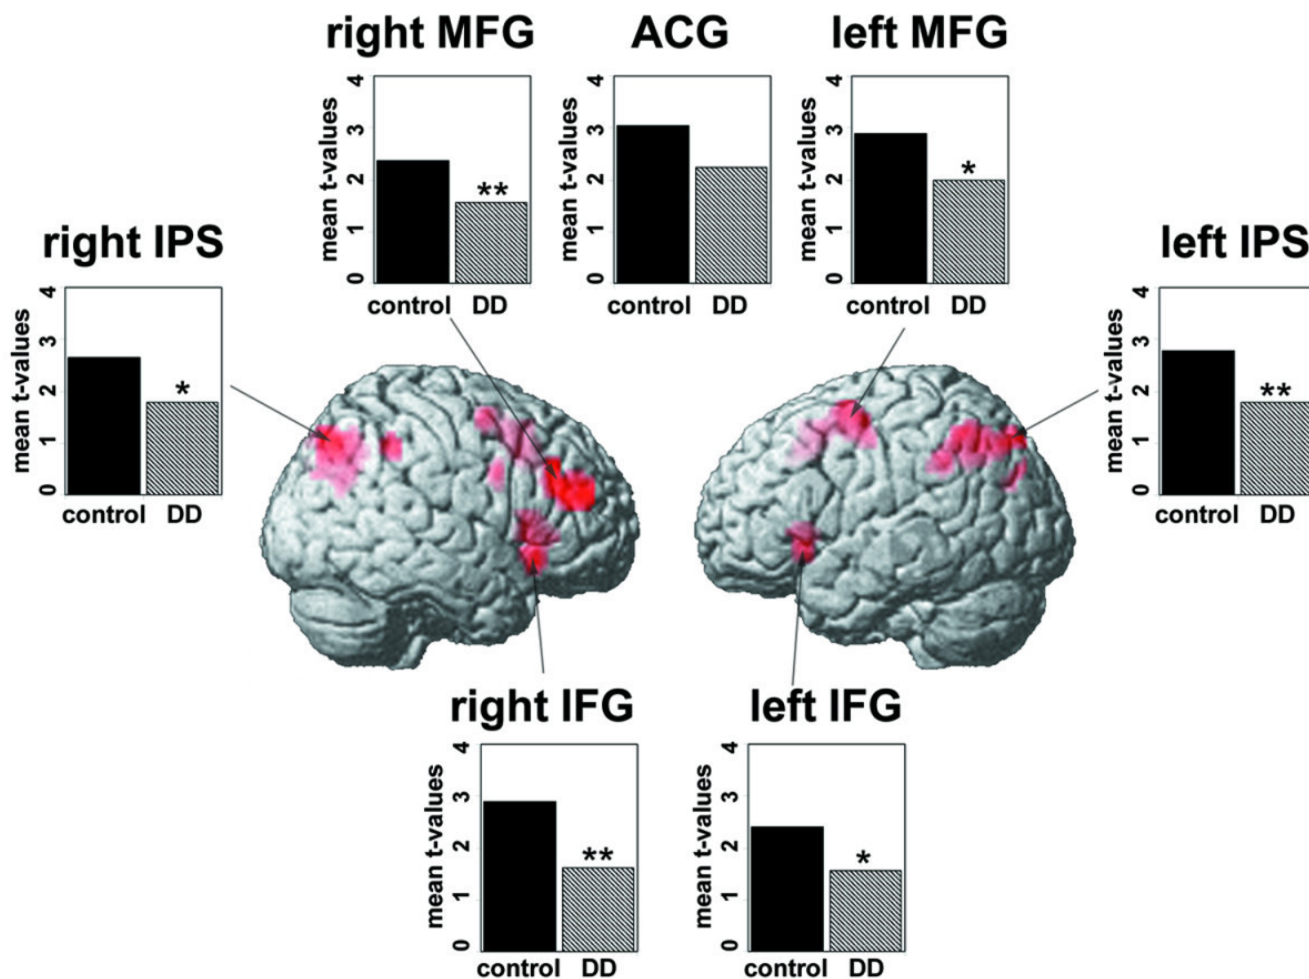 right MFG
ACG
left MFG
mean t-values
0 1 2 3 4
**
control DD
mean t-values
0 1 2 3 4
control DD
mean t-values
0 1 2 3 4
*
control DD
right IPS
mean t-values
0 1 2 3 4
*
control DD
left IPS
mean t-values
0 1 2 3 4
**
control DD
right IFG
mean t-values
0 1 2 3 4
**
control DD
left IFG
mean t-values
0 1 2 3 4
*
control DD